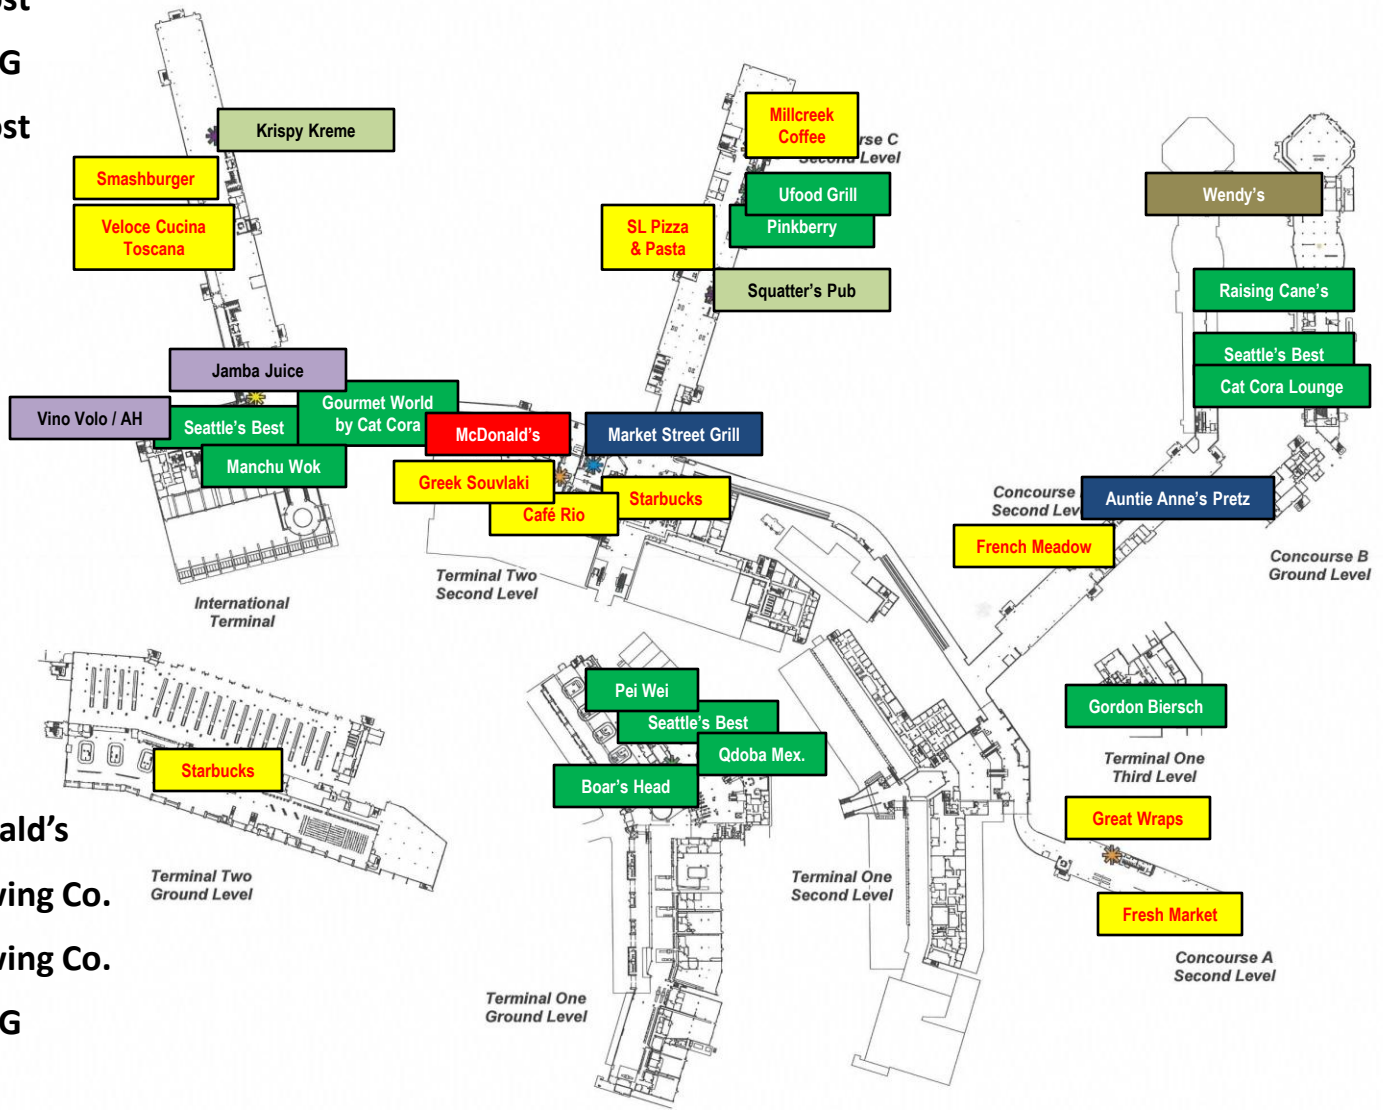 ost
G
ost
Krispy Kreme
Smashburger
Veloce Cucina
Toscana
Millcreek
Coffee
rse C
Second Level
Ufood Grill
Pinkberry
SL Pizza
& Pasta
Squatter's Pub
Wendy's
Raising Cane's
Seattle's Best
Cat Cora Lounge
Jamba Juice
Vino Volo / AH
Seattle's Best
Gourmet World
by Cat Cora
Manchu Wok
McDonald's
Market Street Grill
Greek Souvlaki
Café Rio
Starbucks
Concourse
Second Lev
Auntie Anne's Pretz
French Meadow
Concourse B
Ground Level
International
Terminal
Terminal Two
Second Level
Pei Wei
Seattle's Best
Qdoba Mex.
Boar's Head
Gordon Biersch
Terminal One
Third Level
Starbucks
Great Wraps
Terminal Two
Ground Level
Terminal One
Second Level
Fresh Market
Concourse A
Second Level
Terminal One
Ground Level
ald's
wing Co.
wing Co.
G